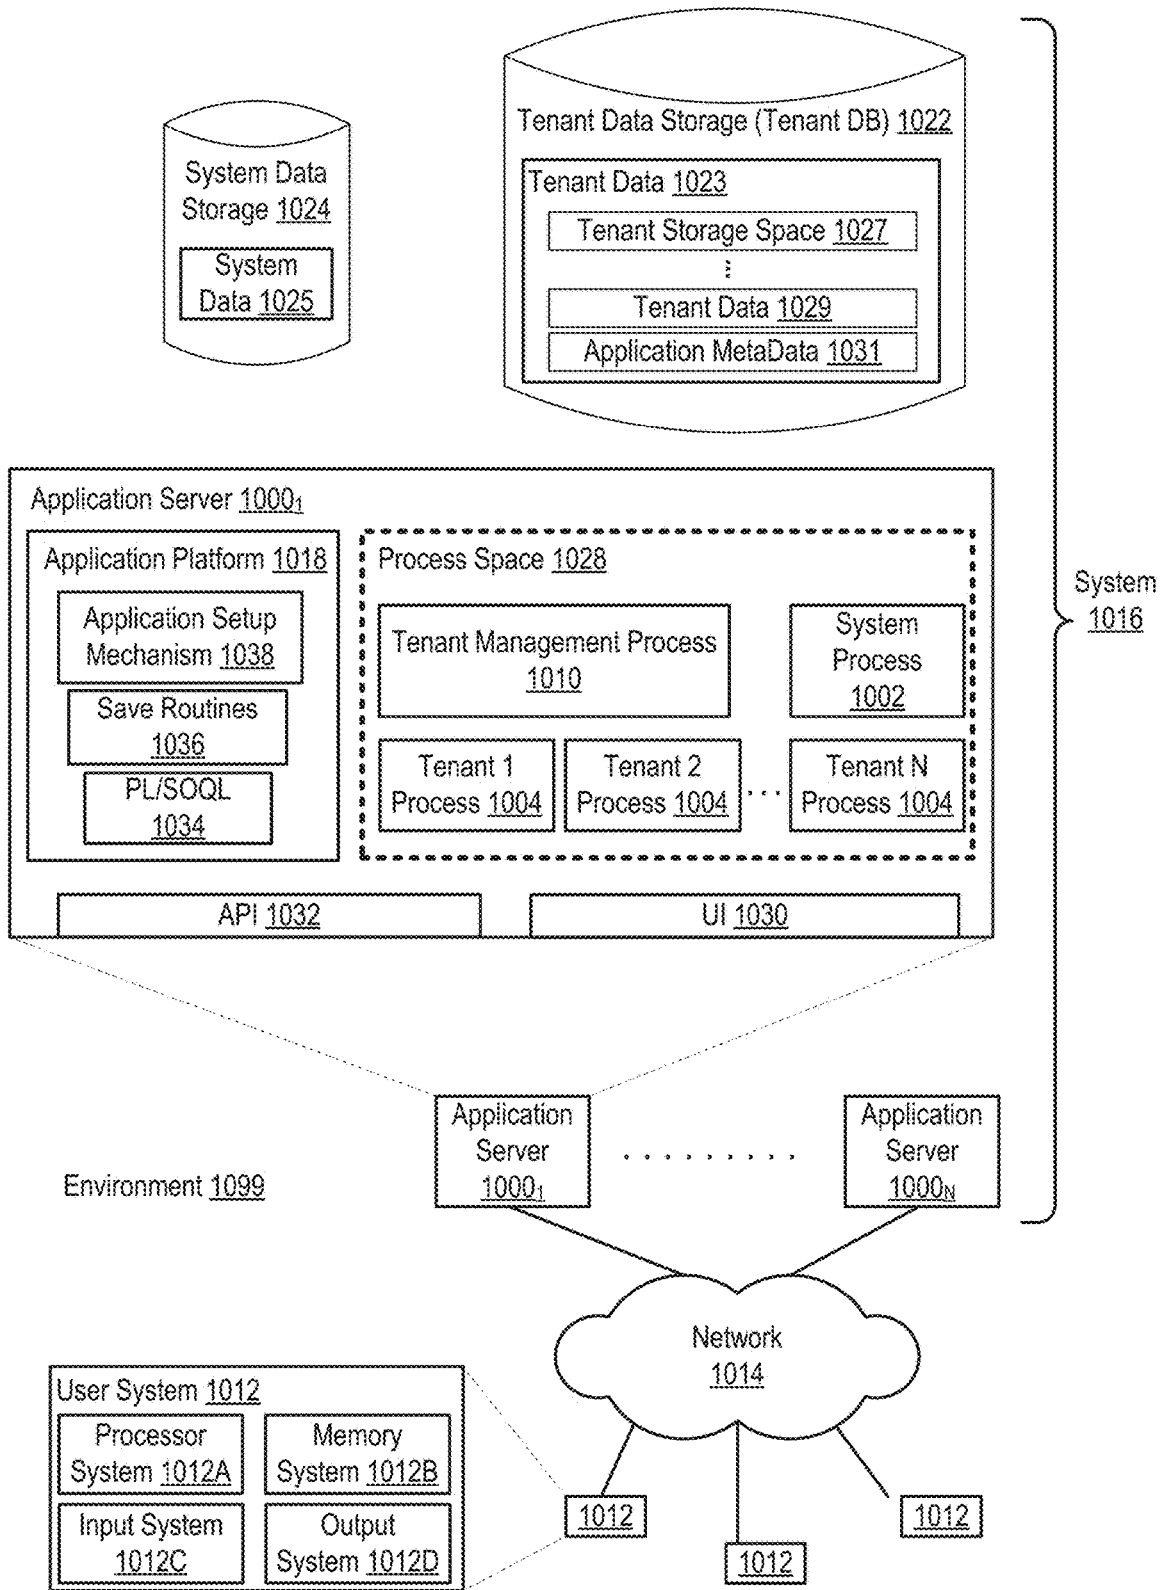 Tenant Data Storage (Tenant DB) 1022
System Data
Storage 1024
System
Data 1025
Tenant Data 1023
Tenant Storage Space 1027
Tenant Data 1029
Application MetaData 1031
System
1016
Application Server 1000₁
Application Platform 1018
Application Setup
Mechanism 1038
Save Routines
1036
PL/SOQL
1034
Process Space 1028
Tenant Management Process
1010
System
Process
1002
Tenant 1
Process 1004
Tenant 2
Process 1004
Tenant N
Process 1004
API 1032
UI 1030
Application
Server
1000₁
Application
Server
1000N
Environment 1099
Network
1014
User System 1012
Processor
System 1012A
Memory
System 1012B
Input System
1012C
Output
System 1012D
1012
1012
1012